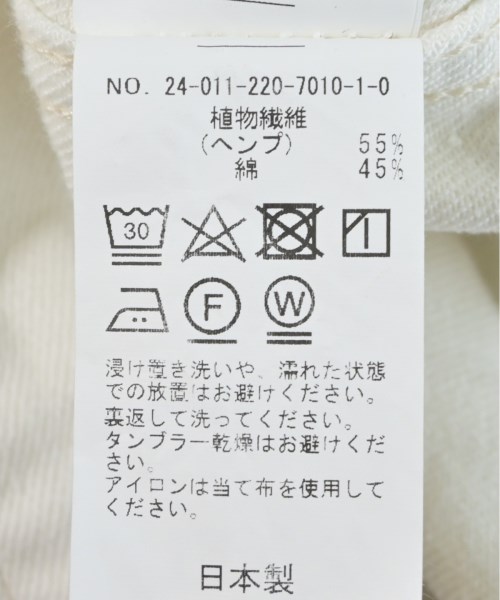 NO. 24-011-220-7010-1-0
植物繊維
(ヘンプ) 55%
綿 45%
30
F W
浸け置き洗いや、濡れた状態
での放置はお避けください。
裏返して洗ってください。
タンブラー乾燥はお避けくだ
さい。
アイロンは当て布を使用して
ください。
日本製